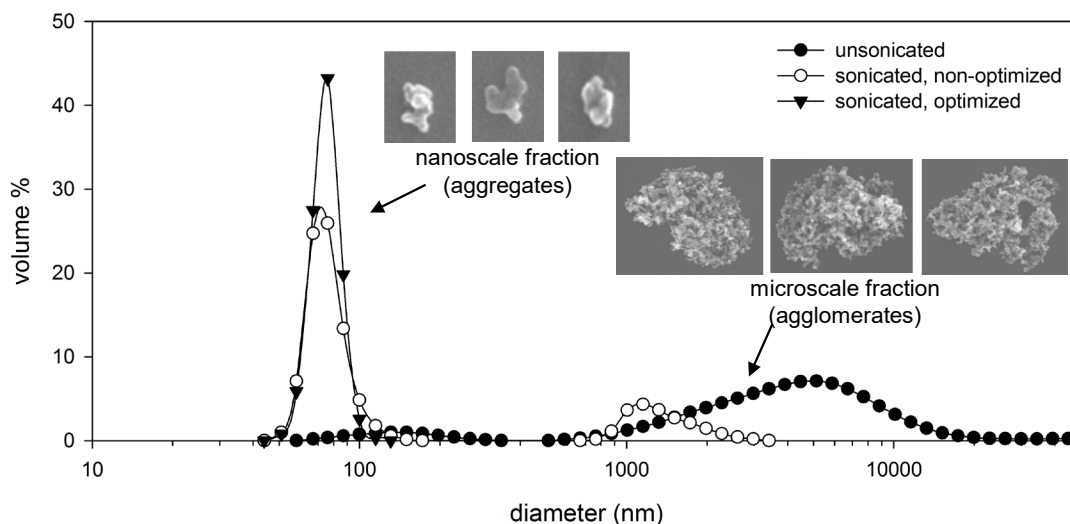 50
40
30
20
10
0
volume %
10
100
1000
10000
diameter (nm)
unsonicated
sonicated, non-optimized
sonicated, optimized
nanoscale fraction
(aggregates)
microscale fraction
(agglomerates)